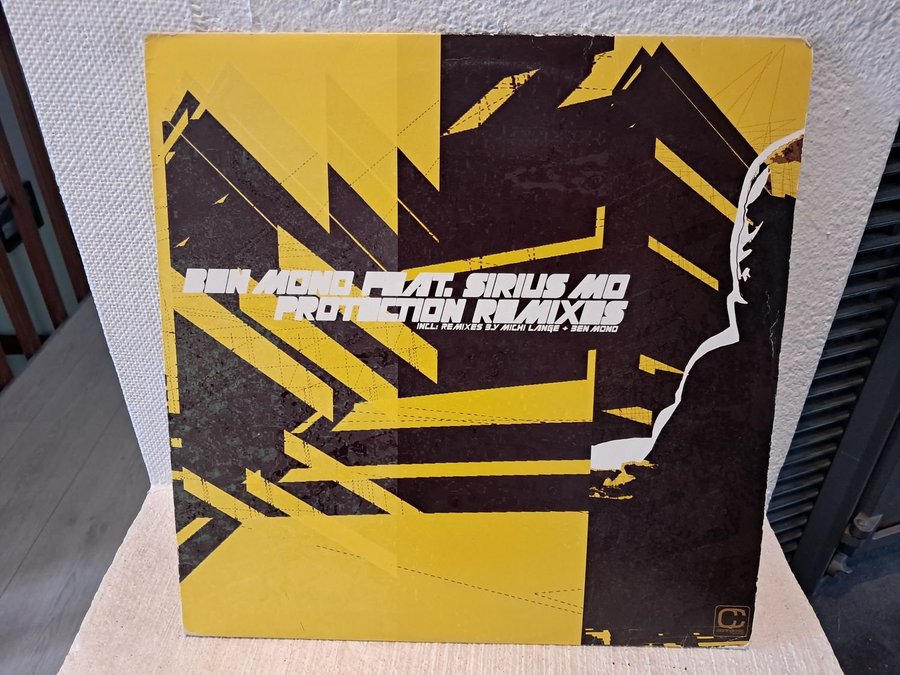 BEN MONO FEAT. SIRIUS MO
PROTECTION REMIXES
INCL: REMIXES BY MICHI LANGE + BEN MONO